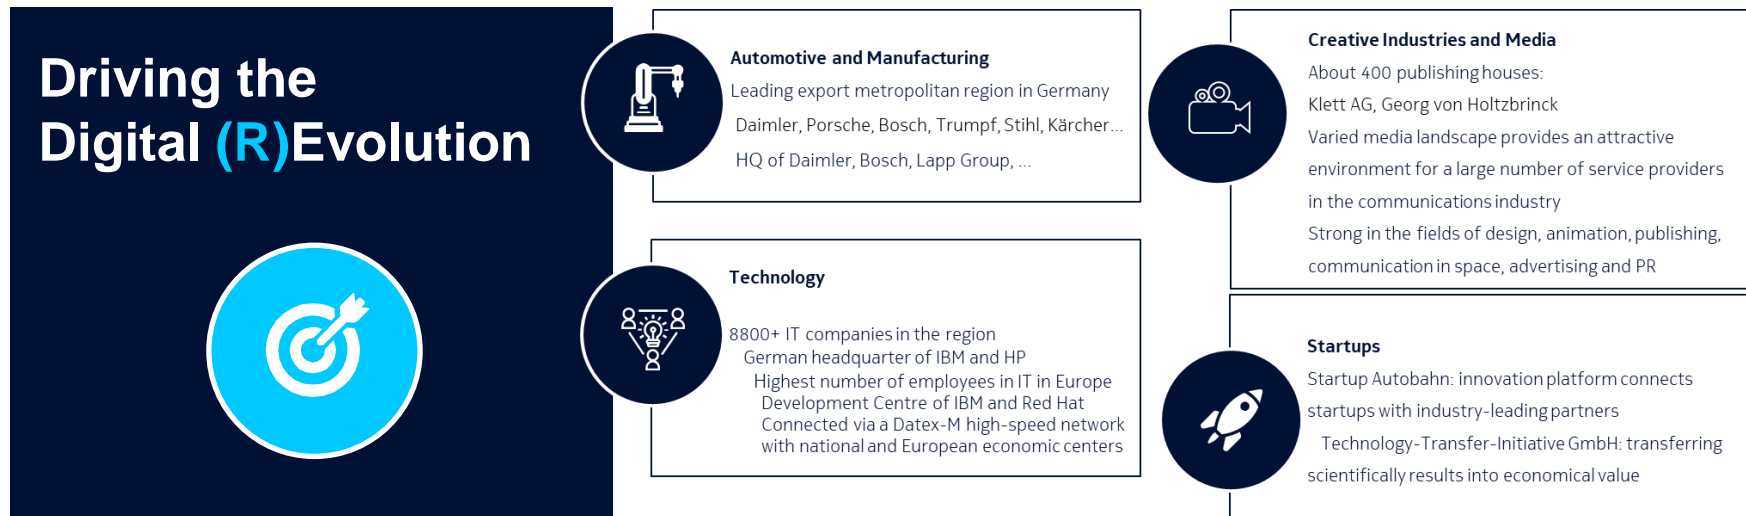 Driving the
Digital (R)Evolution
Automotive and Manufacturing
Leading export metropolitan region in Germany
Daimler, Porsche, Bosch, Trumpf, Stihl, Kärcher...
HQ of Daimler, Bosch, Lapp Group, ...
Technology
8800+ IT companies in the region
German headquarter of IBM and HP
Highest number of employees in IT in Europe
Development Centre of IBM and Red Hat
Connected via a Datex-M high-speed network
with national and European economic centers
Creative Industries and Media
About 400 publishing houses:
Klett AG, Georg von Holtzbrinck
Varied media landscape provides an attractive
environment for a large number of service providers
in the communications industry
Strong in the fields of design, animation, publishing,
communication in space, advertising and PR
Startups
Startup Autobahn: innovation platform connects
startups with industry-leading partners
Technology-Transfer-Initiative GmbH: transferring
scientifically results into economical value